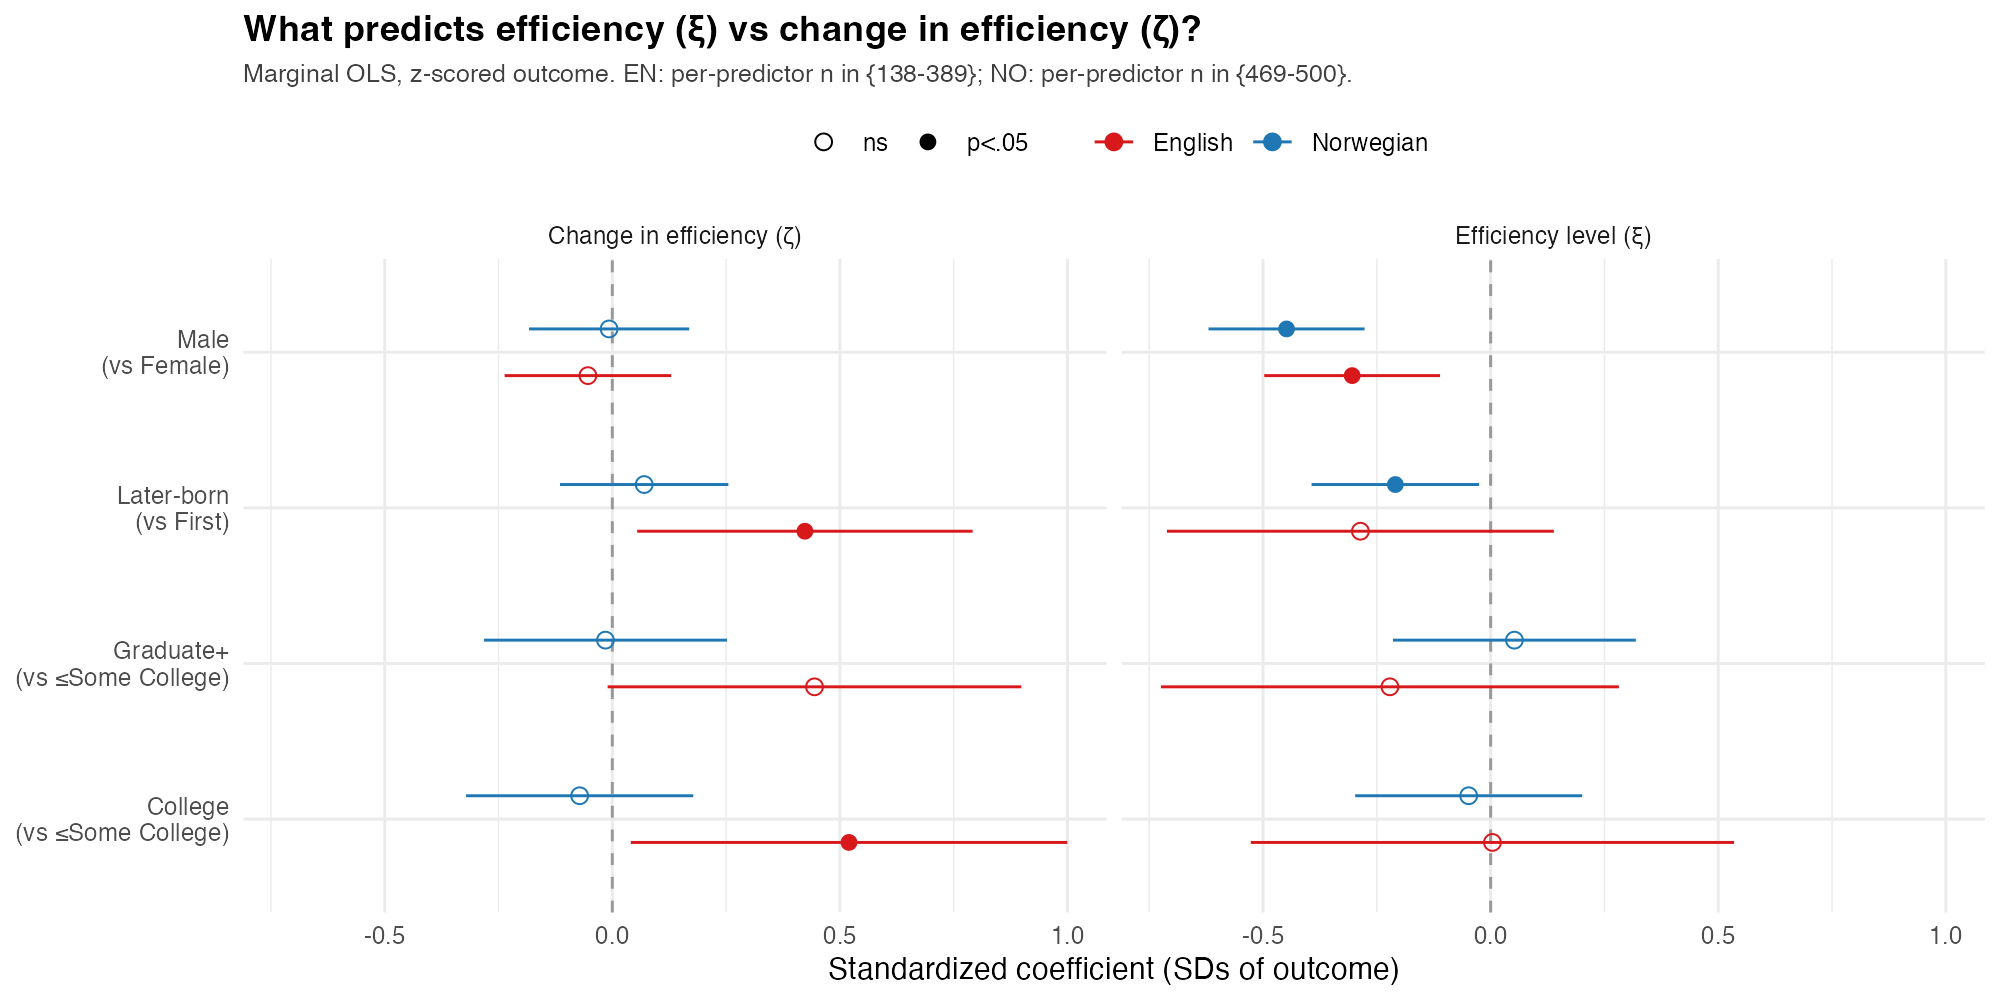 What predicts efficiency (ξ) vs change in efficiency (ζ)?
Marginal OLS, z-scored outcome. EN: per-predictor n in {138-389}; NO: per-predictor n in {469-500}.
ns p<.05 English Norwegian
Change in efficiency (ζ)
Efficiency level (ξ)
Male
(vs Female)
Later-born
(vs First)
Graduate+
(vs ≤Some College)
College
(vs ≤Some College)
-0.5 0.0 0.5 1.0
-0.5 0.0 0.5 1.0
Standardized coefficient (SDs of outcome)